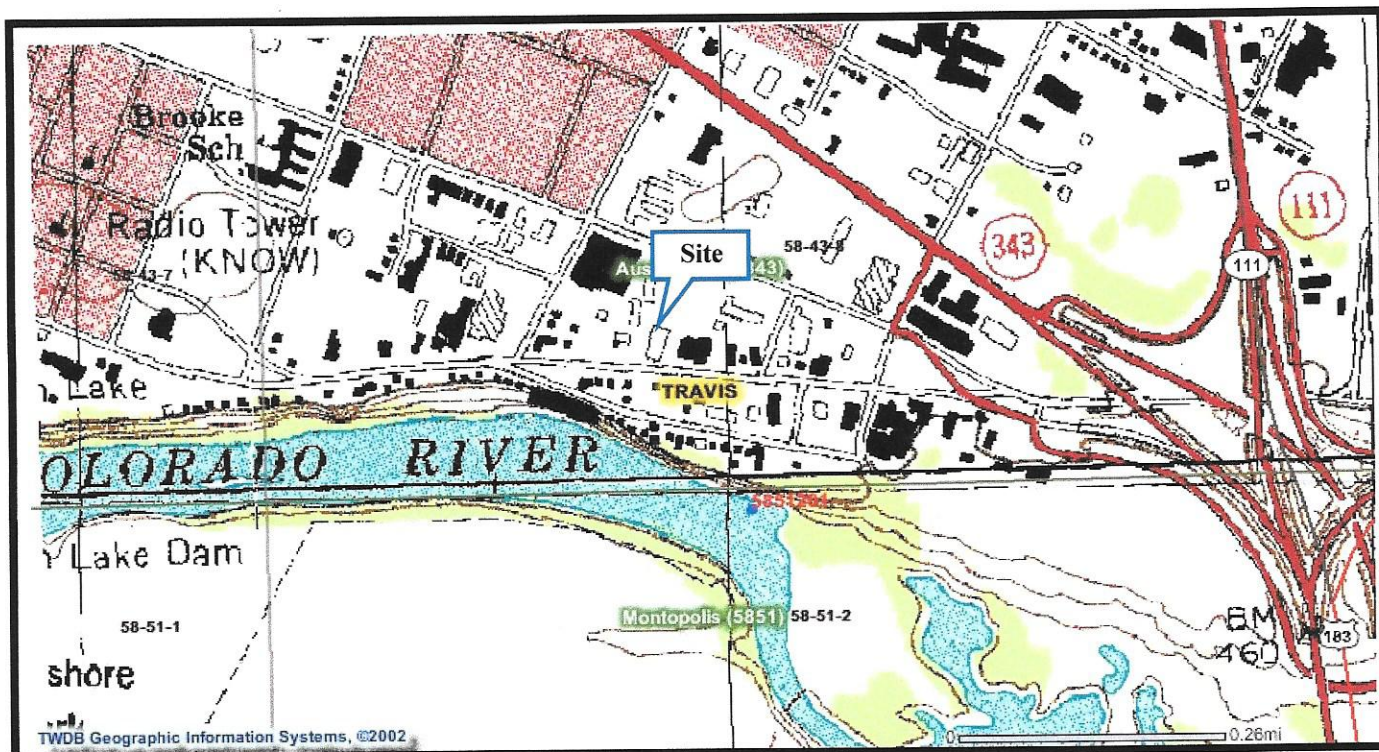 Brooke
Sch
Radio Tower
(KNOW)
58-43-7
Site
58-43-8
343
111
111
Lake
TRAVIS
OLORADO RIVER
Lake Dam
58-51-1
Montopolis (5851) 58-51-2
BM
460
183
shore
TWDB Geographic Information Systems, ©2002
0
0.26mi